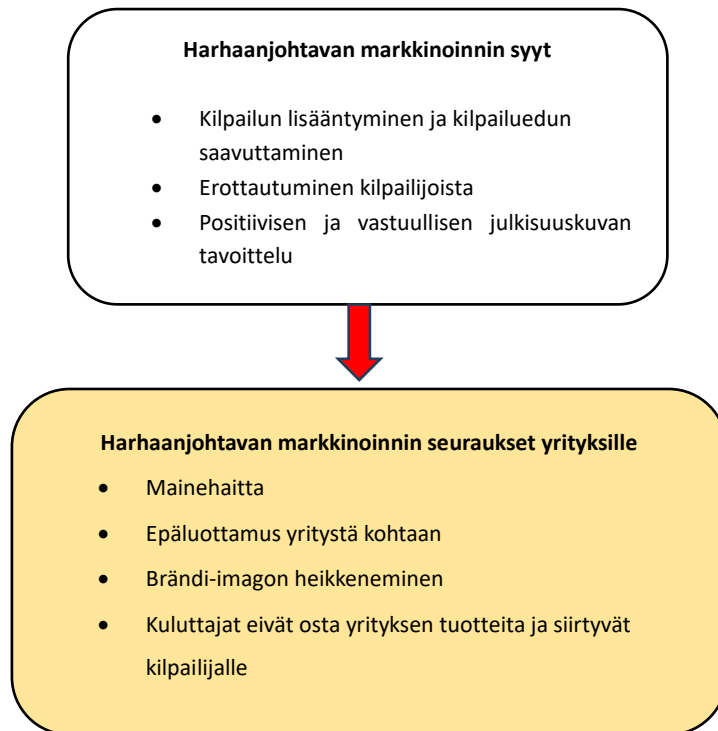 Harhaanjohtavan markkinoinnin syyt
• Kilpailun lisääntyminen ja kilpailuedun
saavuttaminen
• Erottautuminen kilpailijoista
• Positiivisen ja vastuullisen julkisuuskuvan
tavoittelu
Harhaanjohtavan markkinoinnin seuraukset yrityksille
• Mainehaitta
• Epäluottamus yritystä kohtaan
• Brändi-imagon heikkeneminen
• Kuluttajat eivät osta yrityksen tuotteita ja siirtyvät
kilpailijalle